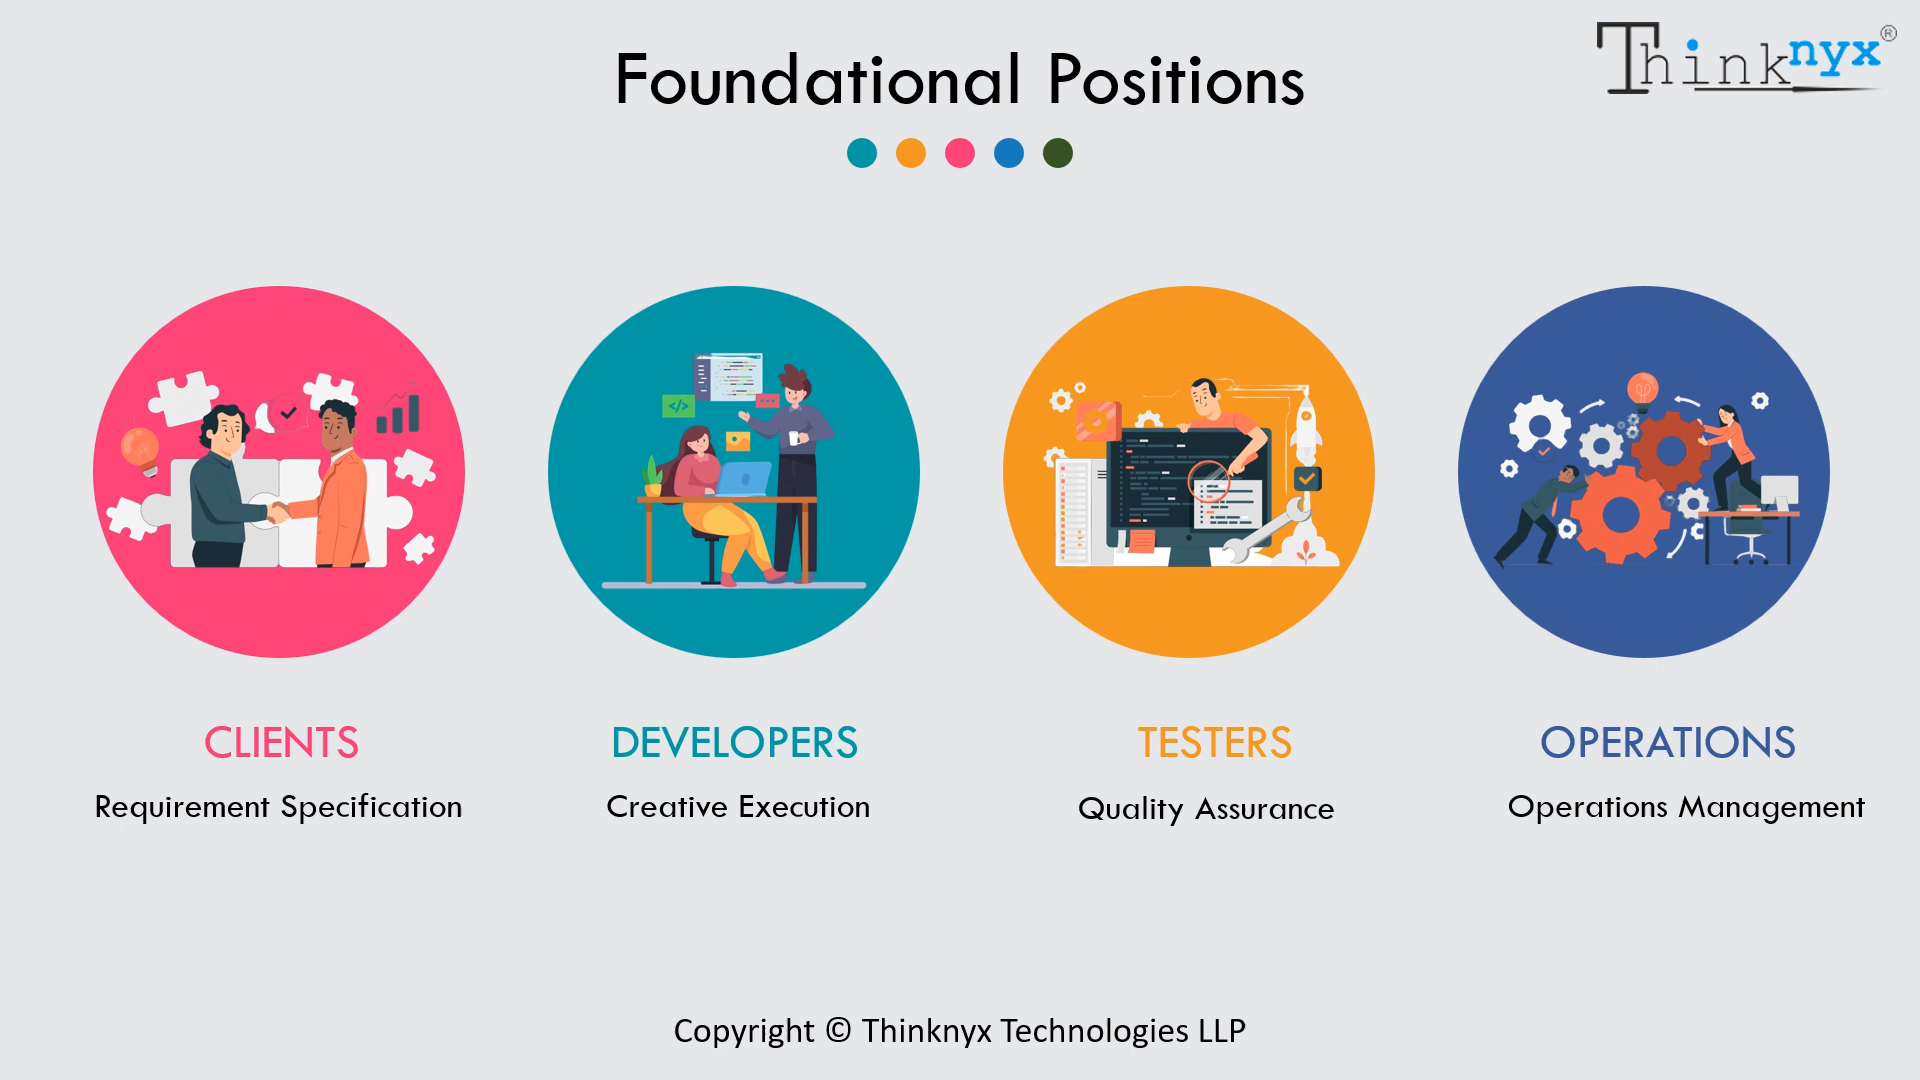 Foundational Positions
Thinknyx®
CLIENTS
Requirement Specification
DEVELOPERS
Creative Execution
TESTERS
Quality Assurance
OPERATIONS
Operations Management
</>
Copyright © Thinknyx Technologies LLP